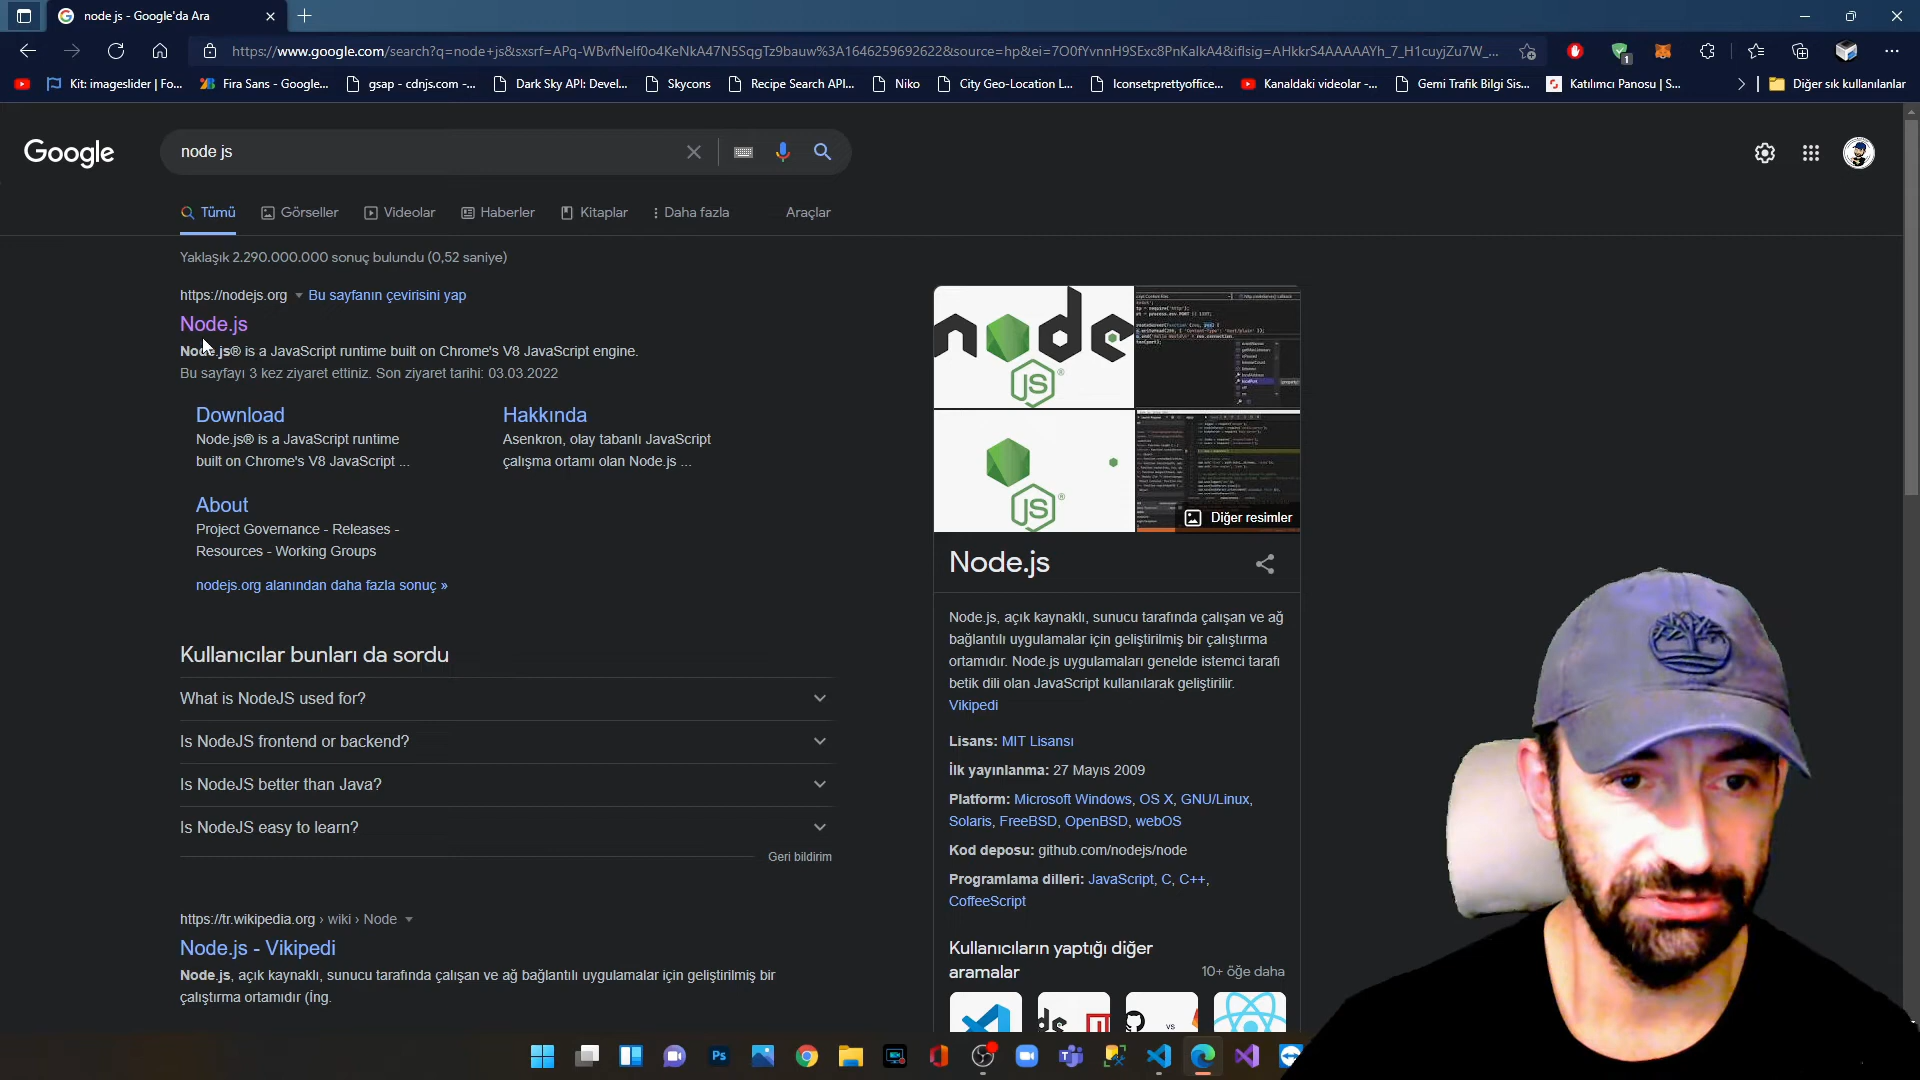 node js - Google'da Ara
https://www.google.com/search?q=node+js&sxsrf=APq-WBvfNelf0o4KeNkA47N5SqgTz9bauw%3A1646259692622&source=hp&ei=7O0fYvnnH9SExc8PnKalkA4&iflsig=AHkkrS4AAAAAYh_7_H1cuyjZu7W_...
1
Kit: imageslider | Fo...
Fira Sans - Google...
gsap - cdnjs.com -...
Dark Sky API: Devel...
Skycons
Recipe Search API...
Niko
City Geo-Location L...
Iconset:prettyoffice...
Kanaldaki videolar -...
Gemi Trafik Bilgi Sis...
Katılımcı Panosu | S...
Diğer sık kullanılanlar
Google
node js
Tümü
Görseller
Videolar
Haberler
Kitaplar
Daha fazla
Araçlar
Yaklaşık 2.290.000.000 sonuç bulundu (0,52 saniye)
https://nodejs.org
Bu sayfanın çevirisini yap
Node.js
Node.js® is a JavaScript runtime built on Chrome's V8 JavaScript engine.
Bu sayfayı 3 kez ziyaret ettiniz. Son ziyaret tarihi: 03.03.2022
Download
Node.js® is a JavaScript runtime
built on Chrome's V8 JavaScript ...
Hakkında
Asenkron, olay tabanlı JavaScript
çalışma ortamı olan Node.js ...
About
Project Governance - Releases -
Resources - Working Groups
nodejs.org alanından daha fazla sonuç »
Kullanıcılar bunları da sordu
What is NodeJS used for?
Is NodeJS frontend or backend?
Is NodeJS better than Java?
Is NodeJS easy to learn?
Geri bildirim
https://tr.wikipedia.org › wiki › Node
Node.js - Vikipedi
Node.js, açık kaynaklı, sunucu tarafında çalışan ve ağ bağlantılı uygulamalar için geliştirilmiş bir
çalıştırma ortamıdır (İng.
node
JS
JS
Diğer resimler
Node.js
Node.js, açık kaynaklı, sunucu tarafında çalışan ve ağ
bağlantılı uygulamalar için geliştirilmiş bir çalıştırma
ortamıdır. Node.js uygulamaları genelde istemci tarafı
betik dili olan JavaScript kullanılarak geliştirilir.
Vikipedi
Lisans: MIT Lisansı
İlk yayınlanma: 27 Mayıs 2009
Platform: Microsoft Windows, OS X, GNU/Linux,
Solaris, FreeBSD, OpenBSD, webOS
Kod deposu: github.com/nodejs/node
Programlama dilleri: JavaScript, C, C++,
CoffeeScript
Kullanıcıların yaptığı diğer
aramalar
10+ öğe daha
vs
Ps